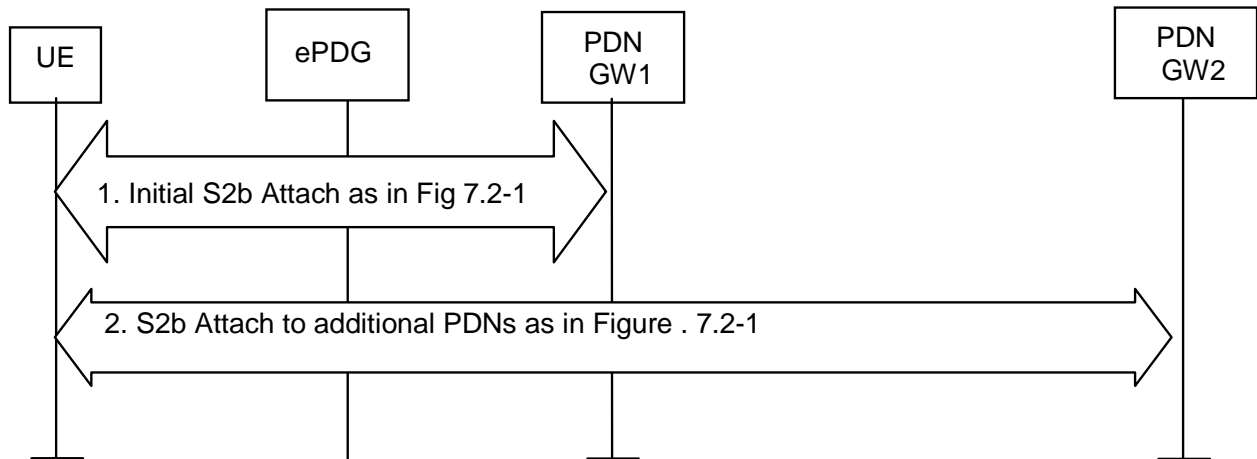 UE
ePDG
PDN
GW1
PDN
GW2
1. Initial S2b Attach as in Fig 7.2-1
2. S2b Attach to additional PDNs as in Figure . 7.2-1